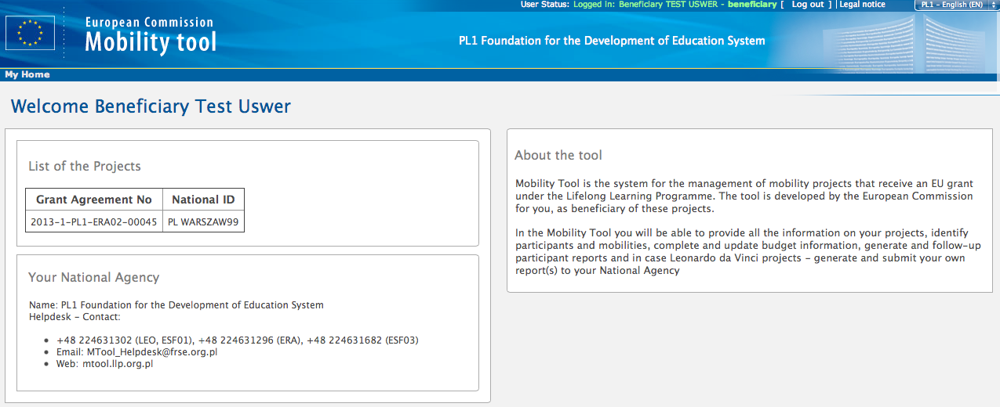 User Status: Logged in: Beneficiary TEST USWER - beneficiary [ Log out ] | Legal notice
PL1 - English (EN)
European Commission
Mobility tool
PL1 Foundation for the Development of Education System
My Home
Welcome Beneficiary Test Uswer
List of the Projects
Grant Agreement No National ID
2013-1-PL1-ERA02-00045 PL WARSZAW99
Your National Agency
Name: PL1 Foundation for the Development of Education System
Helpdesk - Contact:
• +48 224631302 (LEO, ESF01), +48 224631296 (ERA), +48 224631682 (ESF03)
• Email: MTool_Helpdesk@frse.org.pl
• Web: mtool.llp.org.pl
About the tool
Mobility Tool is the system for the management of mobility projects that receive an EU grant
under the Lifelong Learning Programme. The tool is developed by the European Commission
for you, as beneficiary of these projects.
In the Mobility Tool you will be able to provide all the information on your projects, identify
participants and mobilities, complete and update budget information, generate and follow-up
participant reports and in case Leonardo da Vinci projects - generate and submit your own
report(s) to your National Agency